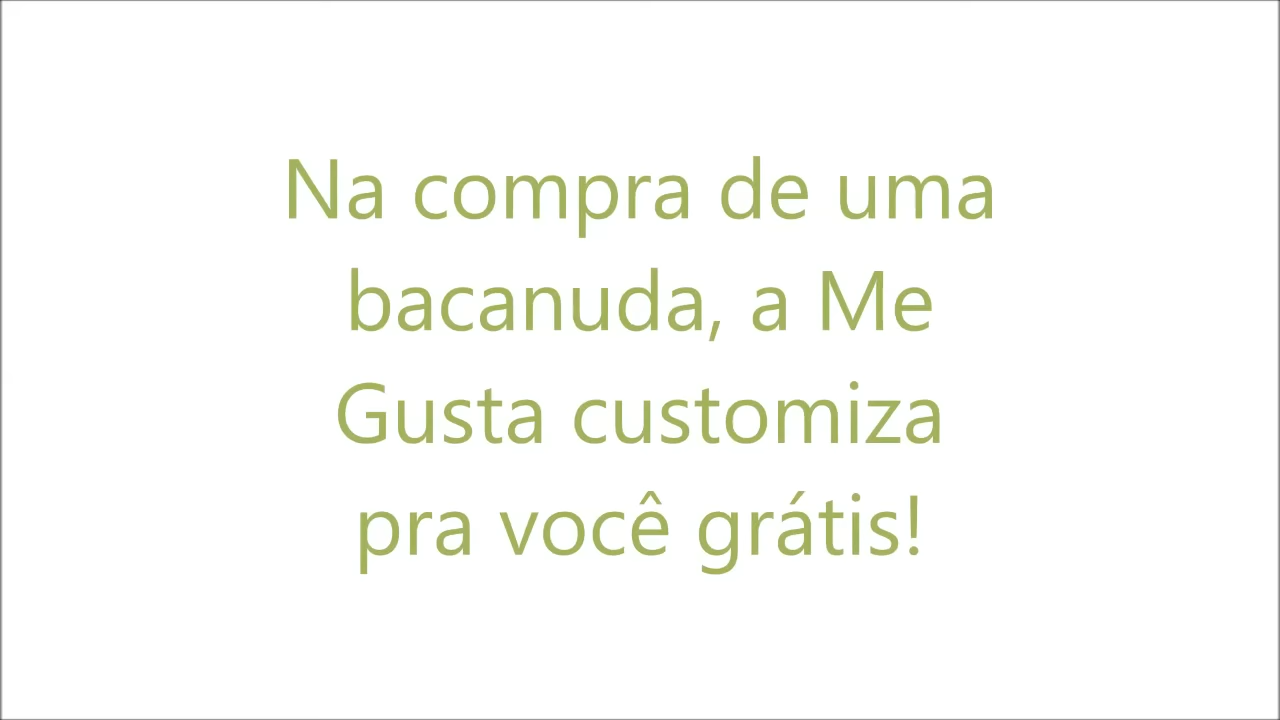 Na compra de uma
bacanuda, a Me
Gusta customiza
pra você grátis!